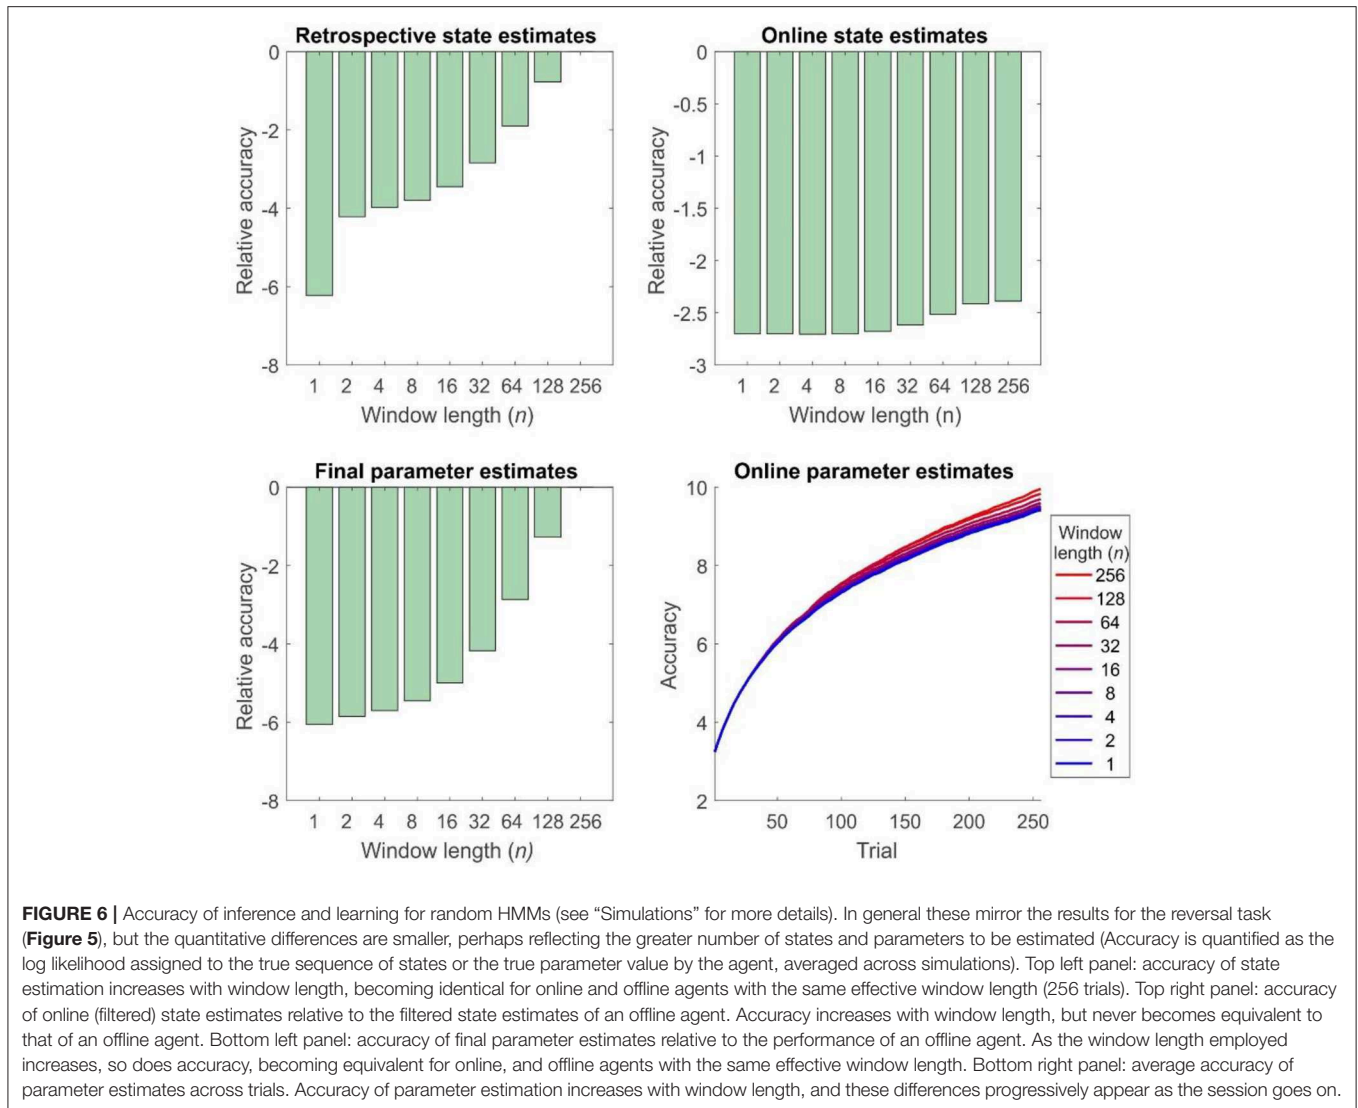 Retrospective state estimates
0
-2
-4
-6
-8
Relative accuracy
1 2 4 8 16 32 64 128 256
Window length (n)
Online state estimates
0
-0.5
-1
-1.5
-2
-2.5
-3
Relative accuracy
1 2 4 8 16 32 64 128 256
Window length (n)
Final parameter estimates
0
-2
-4
-6
-8
Relative accuracy
1 2 4 8 16 32 64 128 256
Window length (n)
Online parameter estimates
10
8
6
4
2
Accuracy
50 100 150 200 250
Trial
Window
length (n)
256
128
64
32
16
8
4
2
1
FIGURE 6 | Accuracy of inference and learning for random HMMs (see “Simulations” for more details). In general these mirror the results for the reversal task
(Figure 5), but the quantitative differences are smaller, perhaps reflecting the greater number of states and parameters to be estimated (Accuracy is quantified as the
log likelihood assigned to the true sequence of states or the true parameter value by the agent, averaged across simulations). Top left panel: accuracy of state
estimation increases with window length, becoming identical for online and offline agents with the same effective window length (256 trials). Top right panel: accuracy
of online (filtered) state estimates relative to the filtered state estimates of an offline agent. Accuracy increases with window length, but never becomes equivalent to
that of an offline agent. Bottom left panel: accuracy of final parameter estimates relative to the performance of an offline agent. As the window length employed
increases, so does accuracy, becoming equivalent for online, and offline agents with the same effective window length. Bottom right panel: average accuracy of
parameter estimates across trials. Accuracy of parameter estimation increases with window length, and these differences progressively appear as the session goes on.